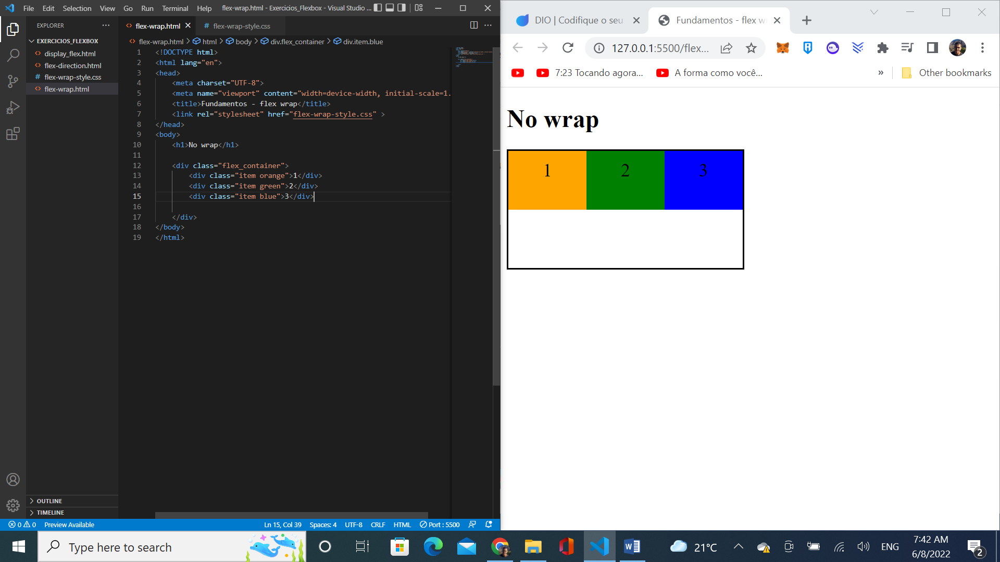 File Edit Selection View Go Run Terminal Help flex-wrap.html - Exercicios_Flexbox - Visual Studio ...
EXPLORER
EXERCICIOS_FLEXBOX
display_flex.html
flex-direction.html
flex-wrap-style.css
flex-wrap.html
OUTLINE
TIMELINE
flex-wrap.html flex-wrap-style.css
flex-wrap.html > html > body > div.flex_container > div.item.blue
1 <!DOCTYPE html>
2 <html lang="en">
3 <head>
4 <meta charset="UTF-8">
5 <meta name="viewport" content="width=device-width, initial-scale=1.
6 <title>Fundamentos - flex wrap</title>
7 <link rel="stylesheet" href="flex-wrap-style.css" >
8 </head>
9 <body>
10 <h1>No wrap</h1>
11
12 <div class="flex_container">
13 <div class="item orange">1</div>
14 <div class="item green">2</div>
15 <div class="item blue">3</div>
16
17 </div>
18 </body>
19 </html>
0 0 Preview Available Ln 15, Col 39 Spaces: 4 UTF-8 CRLF HTML Port : 5500
DIO | Codifique o seu Fundamentos - flex w
127.0.0.1:5500/flex...
7:23 Tocando agora... A forma como você... » Other bookmarks
No wrap
1 2 3
Type here to search
21°C ENG 7:42 AM
6/8/2022
2